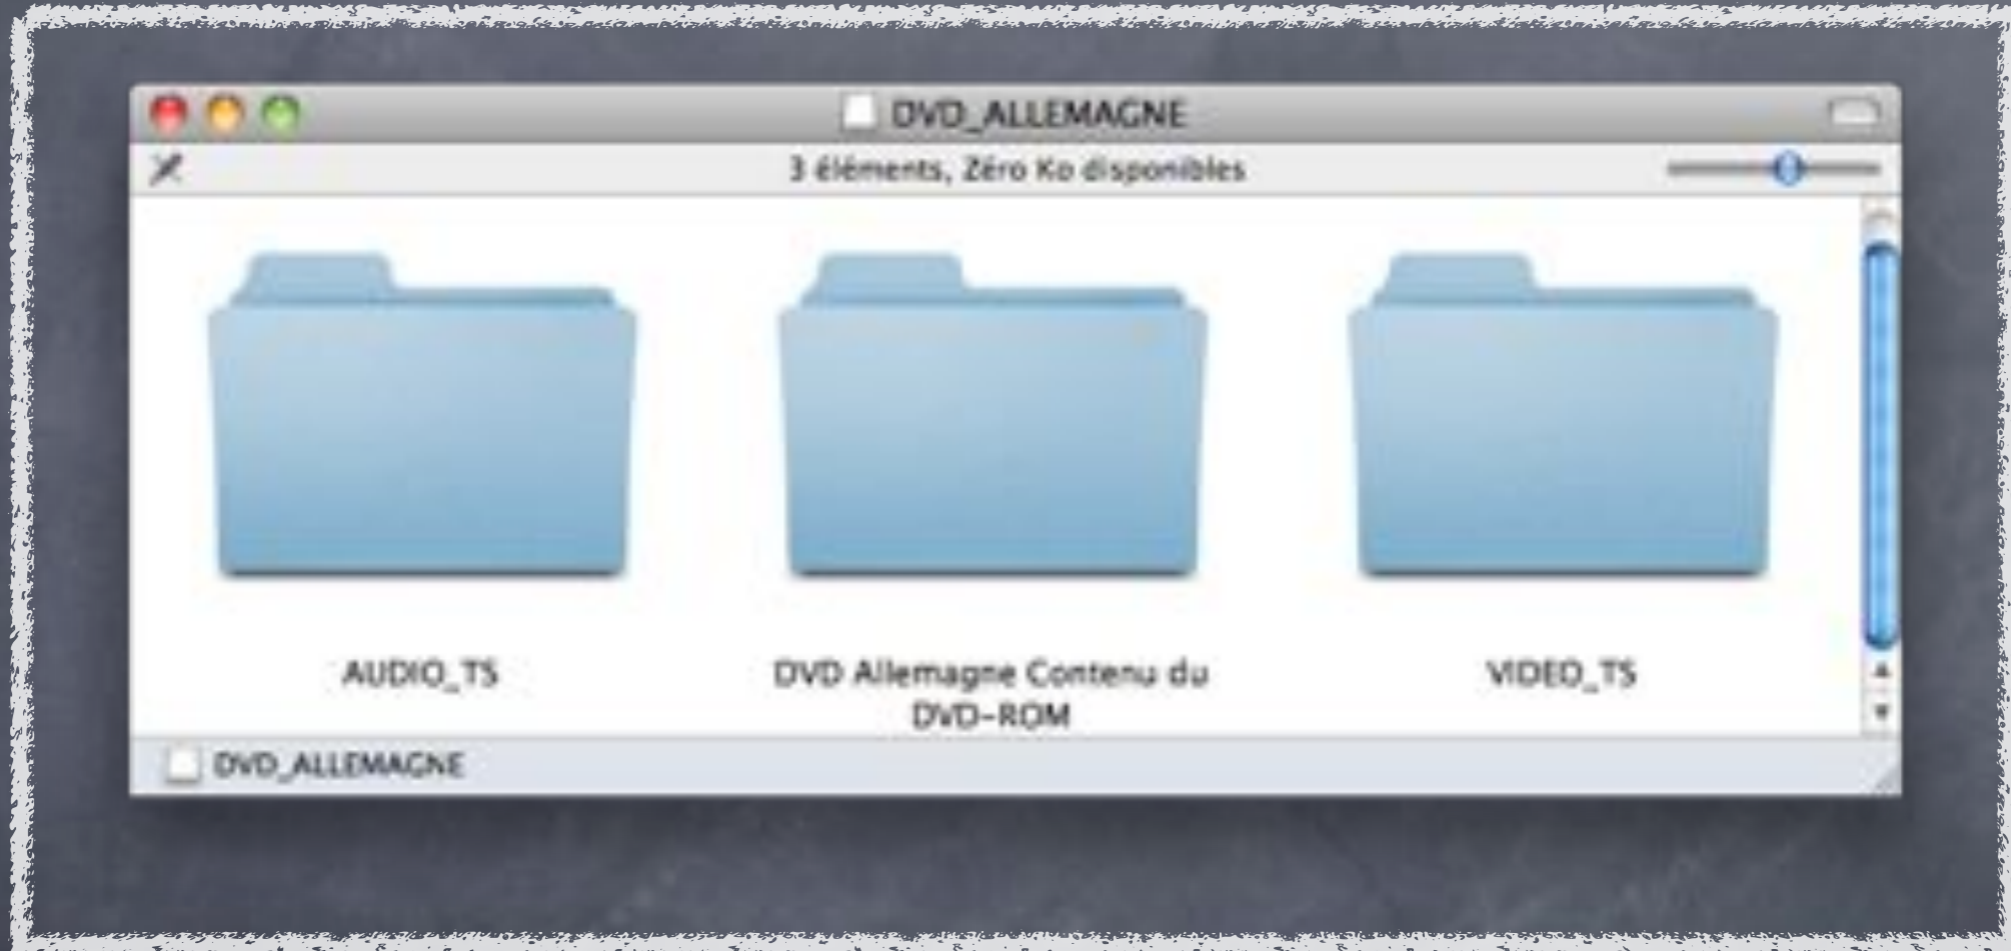 DVD_ALLEMAGNE
3 éléments, Zéro Ko disponibles
AUDIO_TS
DVD Allemagne Contenu du
DVD-ROM
VIDEO_TS
DVD_ALLEMAGNE